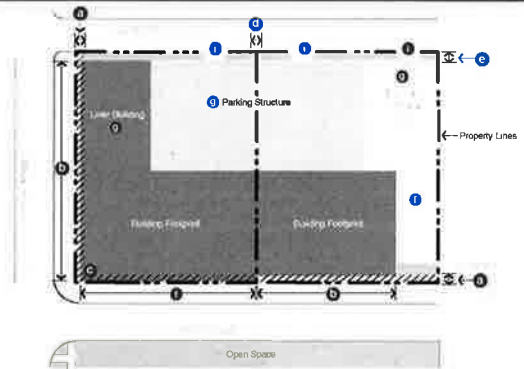 a
d
e
g
g Parking Structure
Liner Building
g
Property Lines
b
f
Building Footprint
Building Footprint
c
a
b
Open Space